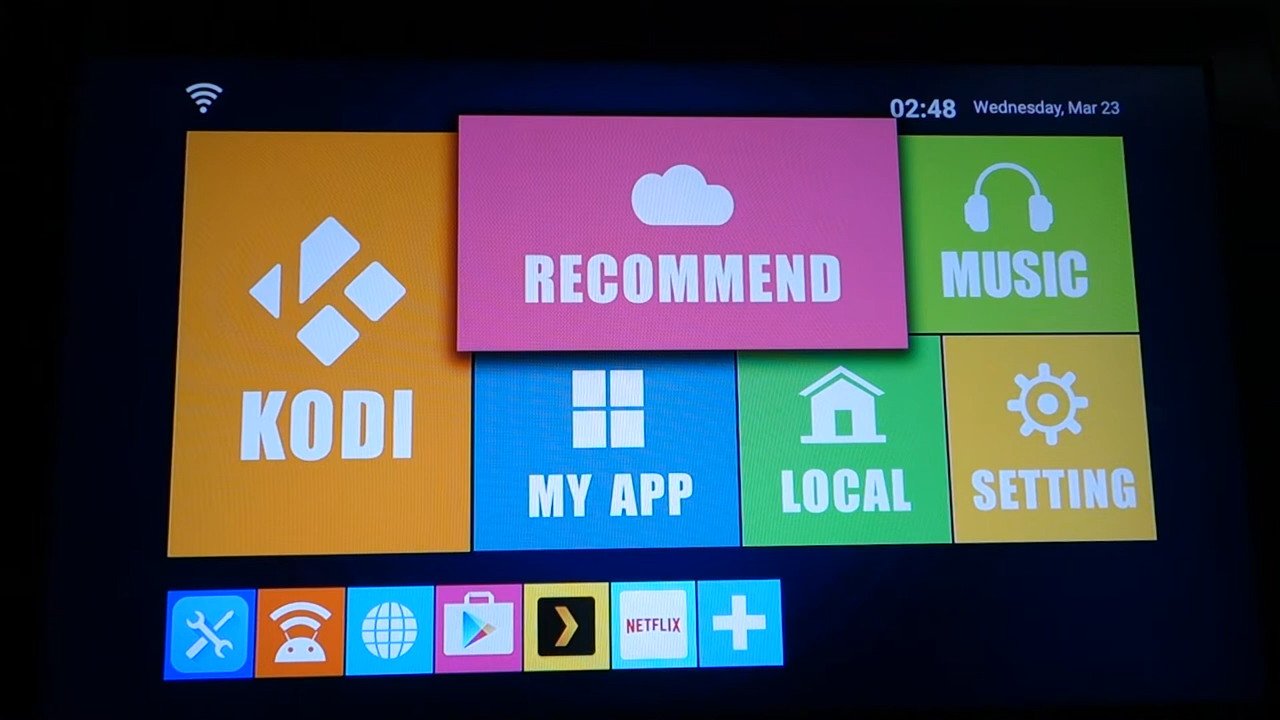 02:48 Wednesday, Mar 23
KODI
RECOMMEND
MUSIC
MY APP
LOCAL
SETTING
NETFLIX